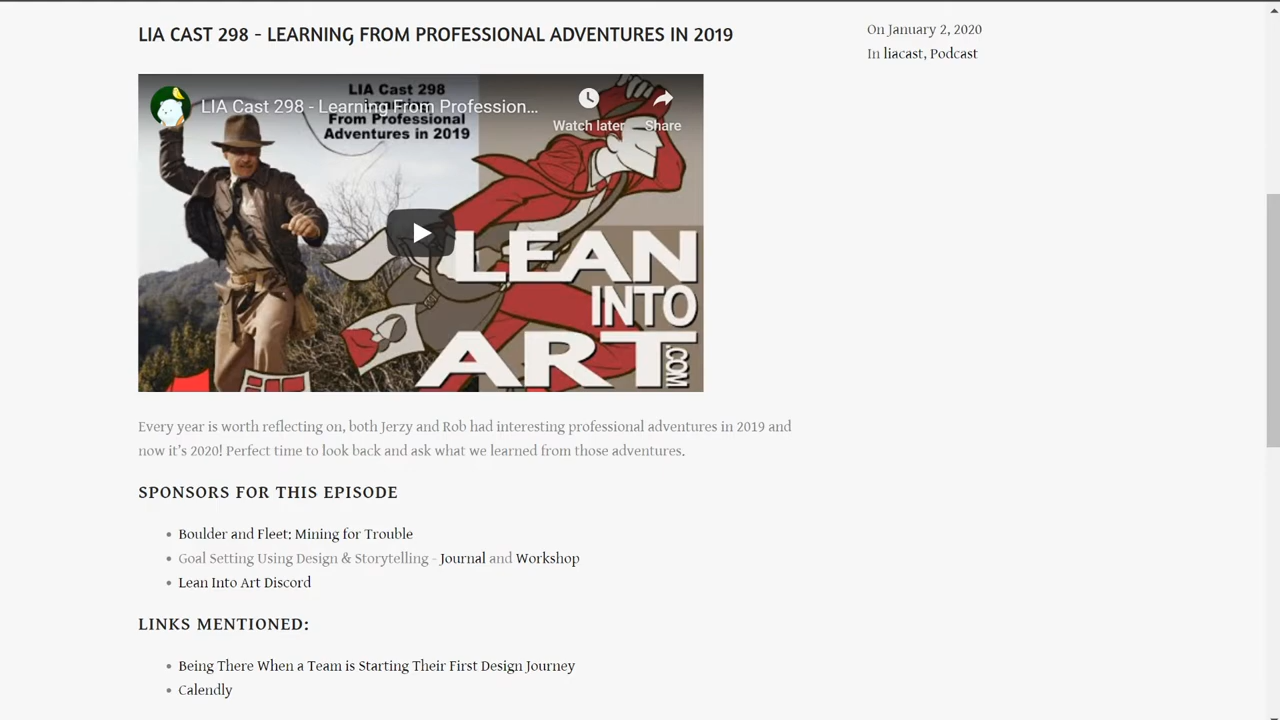 LIA CAST 298 - LEARNING FROM PROFESSIONAL ADVENTURES IN 2019
On January 2, 2020
In liacast, Podcast
LIA Cast 298
LIA Cast 298 - Learning From Profession...
From Professional
Adventures in 2019
Watch later
Share
LEAN
INTO
ART
.COM
Every year is worth reflecting on, both Jerzy and Rob had interesting professional adventures in 2019 and
now it's 2020! Perfect time to look back and ask what we learned from those adventures.
SPONSORS FOR THIS EPISODE
• Boulder and Fleet: Mining for Trouble
• Goal Setting Using Design & Storytelling - Journal and Workshop
• Lean Into Art Discord
LINKS MENTIONED:
• Being There When a Team is Starting Their First Design Journey
• Calendly